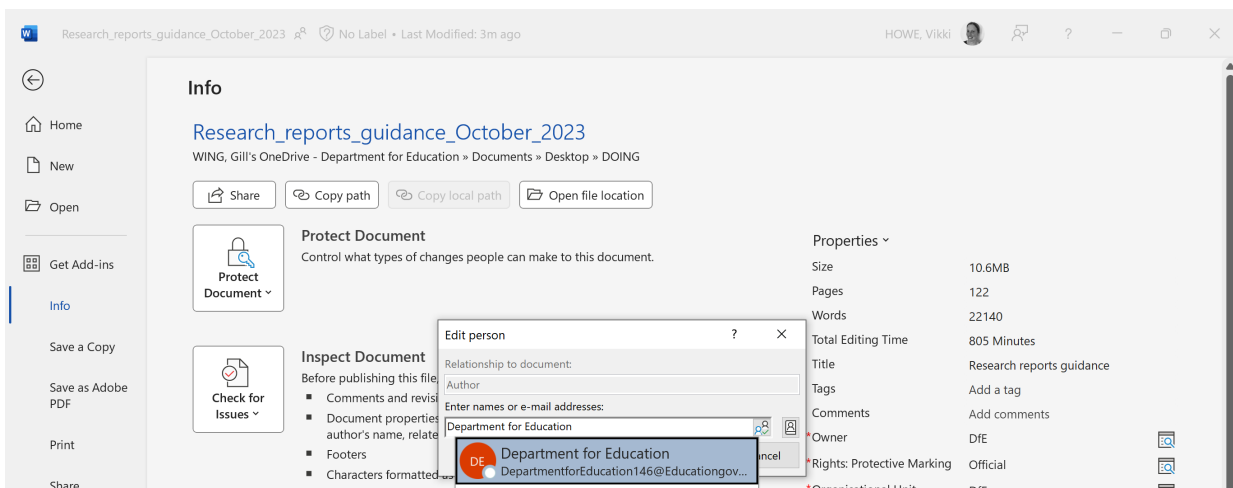 Research_reports_guidance_October_2023 No Label • Last Modified: 3m ago HOWE, Vikki ?
Info
Home
New
Open
Get Add-ins
Info
Save a Copy
Save as Adobe
PDF
Print
Share
Research_reports_guidance_October_2023
WING, Gill's OneDrive - Department for Education » Documents » Desktop » DOING
Share Copy path Copy local path Open file location
Protect
Document
Protect Document
Control what types of changes people can make to this document.
Check for
Issues
Inspect Document
Before publishing this file,
Comments and revisi
Document properties
author's name, relate
Footers
Characters formatted as
Edit person ?
Relationship to document:
Author
Enter names or e-mail addresses:
Department for Education
ncel
DE
Department for Education
DepartmentforEducation146@Educationgov...
Properties
Size 10.6MB
Pages 122
Words 22140
Total Editing Time 805 Minutes
Title Research reports guidance
Tags Add a tag
Comments Add comments
*Owner DfE
*Rights: Protective Marking Official